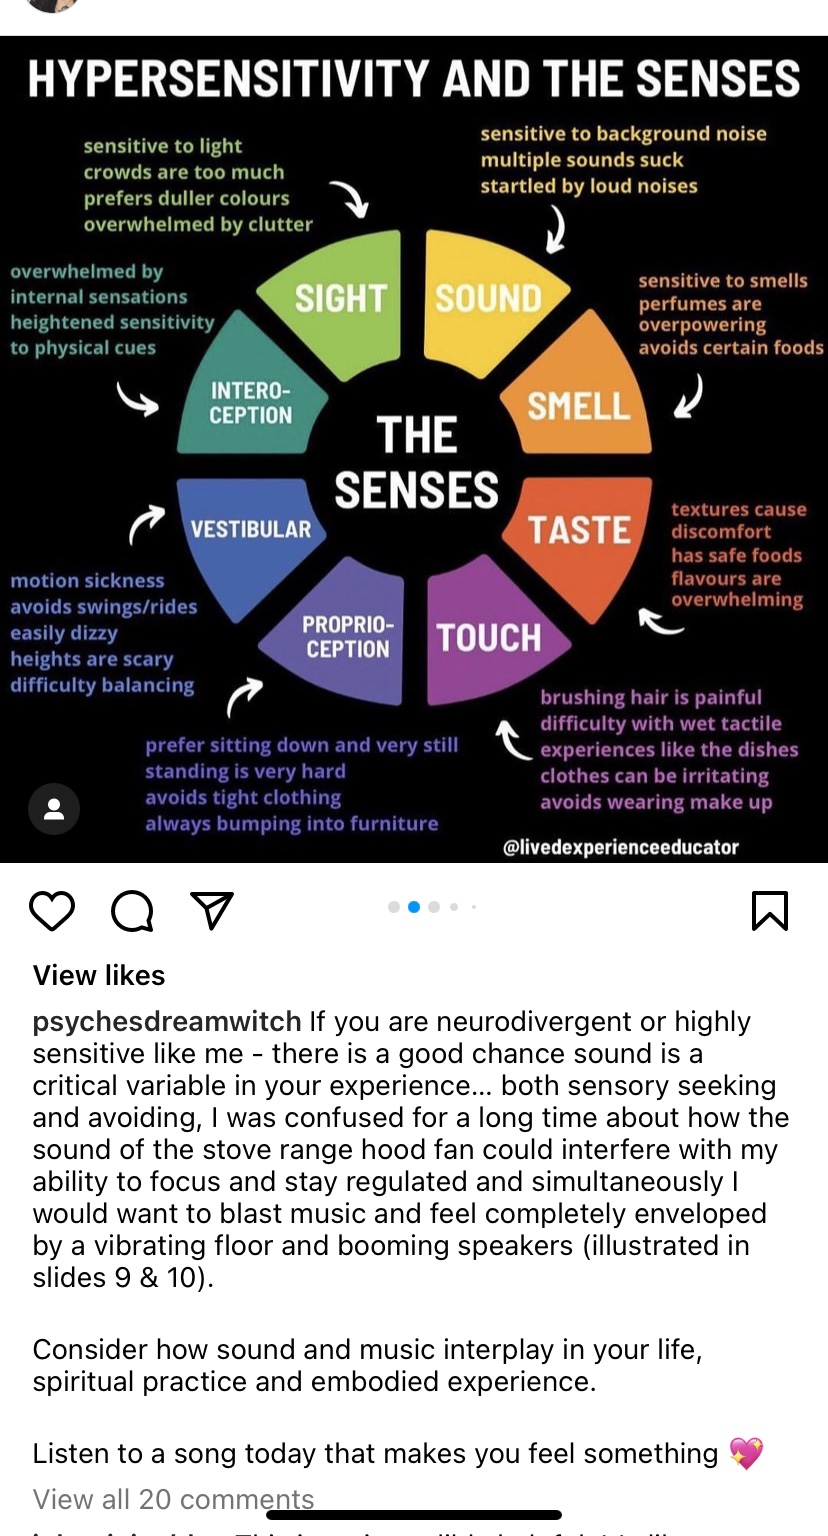 HYPERSENSITIVITY AND THE SENSES
sensitive to light
crowds are too much
prefers duller colours
overwhelmed by clutter
sensitive to background noise
multiple sounds suck
startled by loud noises
overwhelmed by
internal sensations
heightened sensitivity
to physical cues
sensitive to smells
perfumes are
overpowering
avoids certain foods
SIGHT
SOUND
INTERO-
CEPTION
SMELL
THE
SENSES
VESTIBULAR
TASTE
PROPRIO-
CEPTION
TOUCH
textures cause
discomfort
has safe foods
flavours are
overwhelming
motion sickness
avoids swings/rides
easily dizzy
heights are scary
difficulty balancing
prefer sitting down and very still
standing is very hard
avoids tight clothing
always bumping into furniture
brushing hair is painful
difficulty with wet tactile
experiences like the dishes
clothes can be irritating
avoids wearing make up
@livedexperienceeducator
View likes
psychesdreamwitch If you are neurodivergent or highly
sensitive like me - there is a good chance sound is a
critical variable in your experience... both sensory seeking
and avoiding, I was confused for a long time about how the
sound of the stove range hood fan could interfere with my
ability to focus and stay regulated and simultaneously I
would want to blast music and feel completely enveloped
by a vibrating floor and booming speakers (illustrated in
slides 9 & 10).
Consider how sound and music interplay in your life,
spiritual practice and embodied experience.
Listen to a song today that makes you feel something 💖
View all 20 comments